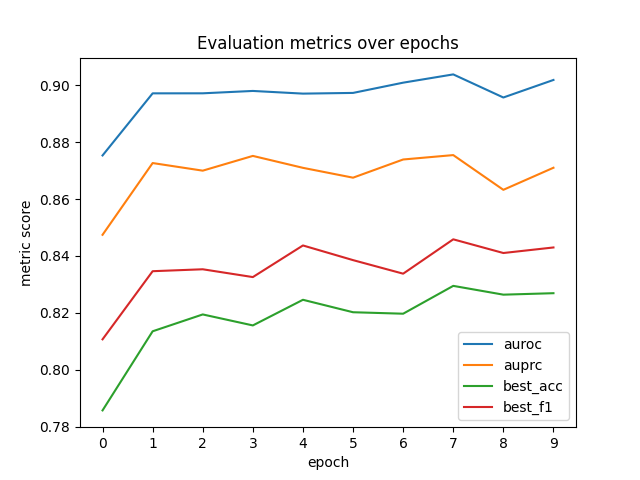 Evaluation metrics over epochs
metric score
0.90
0.88
0.86
0.84
0.82
0.80
0.78
auroc
auprc
best_acc
best_f1
0 1 2 3 4 5 6 7 8 9
epoch